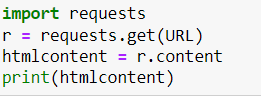 import requests
r = requests.get(URL)
htmlcontent = r.content
print(htmlcontent)